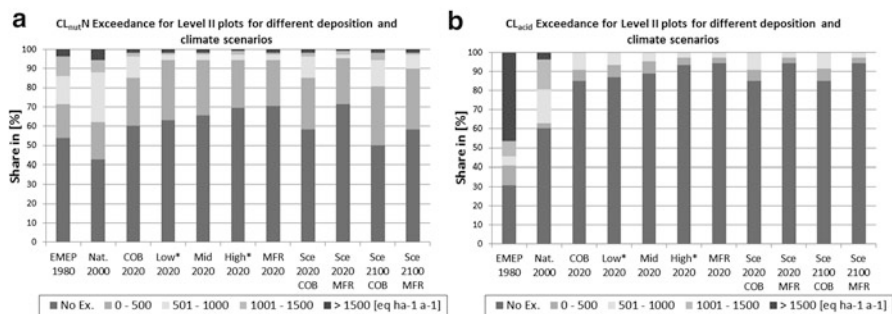 a
CLnutN Exceedance for Level II plots for different deposition and
climate scenarios
Share in [%]
100
90
80
70
60
50
40
30
20
10
0
EMEP 1980
Nat. 2000
COB 2020
Low* 2020
Mid 2020
High* 2020
MFR 2020
Sce 2020 COB
Sce 2020 MFR
Sce 2100 COB
Sce 2100 MFR
No Ex. 0 - 500 501 - 1000 1001 - 1500 > 1500 [eq ha-1 a-1]
b
CLacid Exceedance for Level II plots for different deposition and
climate scenarios
Share in [%]
100
90
80
70
60
50
40
30
20
10
0
EMEP 1980
Nat. 2000
COB 2020
Low* 2020
Mid 2020
High* 2020
MFR 2020
Sce 2020 COB
Sce 2020 MFR
Sce 2100 COB
Sce 2100 MFR
No Ex. 0 - 500 501 - 1000 1001 - 1500 > 1500 [eq ha-1 a-1]